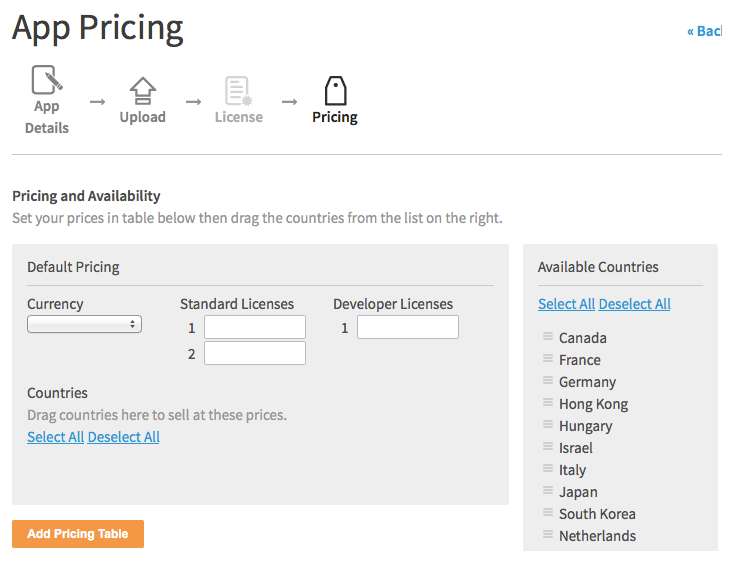 App Pricing
« Bac
App Details
Upload
License
Pricing
Pricing and Availability
Set your prices in table below then drag the countries from the list on the right.
Default Pricing
Currency
Standard Licenses
1
2
Developer Licenses
1
Countries
Drag countries here to sell at these prices.
Select All Deselect All
Add Pricing Table
Available Countries
Select All Deselect All
Canada
France
Germany
Hong Kong
Hungary
Israel
Italy
Japan
South Korea
Netherlands